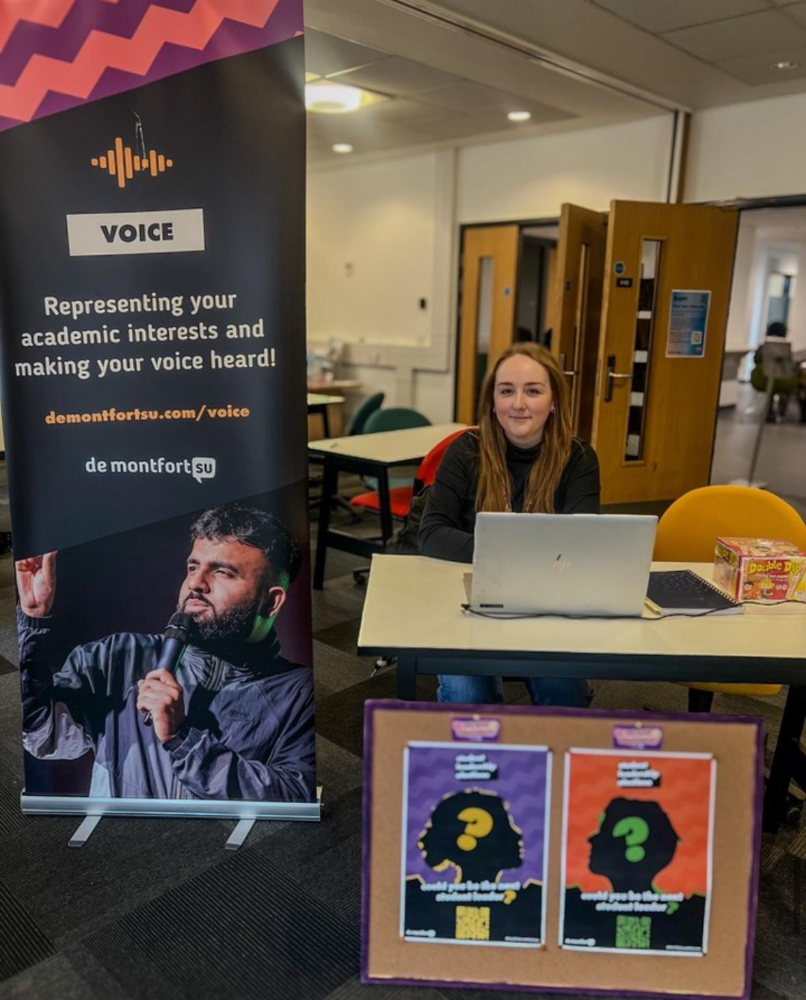 VOICE
Representing your
academic interests and
making your voice heard!
demontfortsu.com/voice
de montfort su
hp
Double Dip
student
leadership
elections
could you be the next
student leader?
student
leadership
elections
could you be the next
student leader?